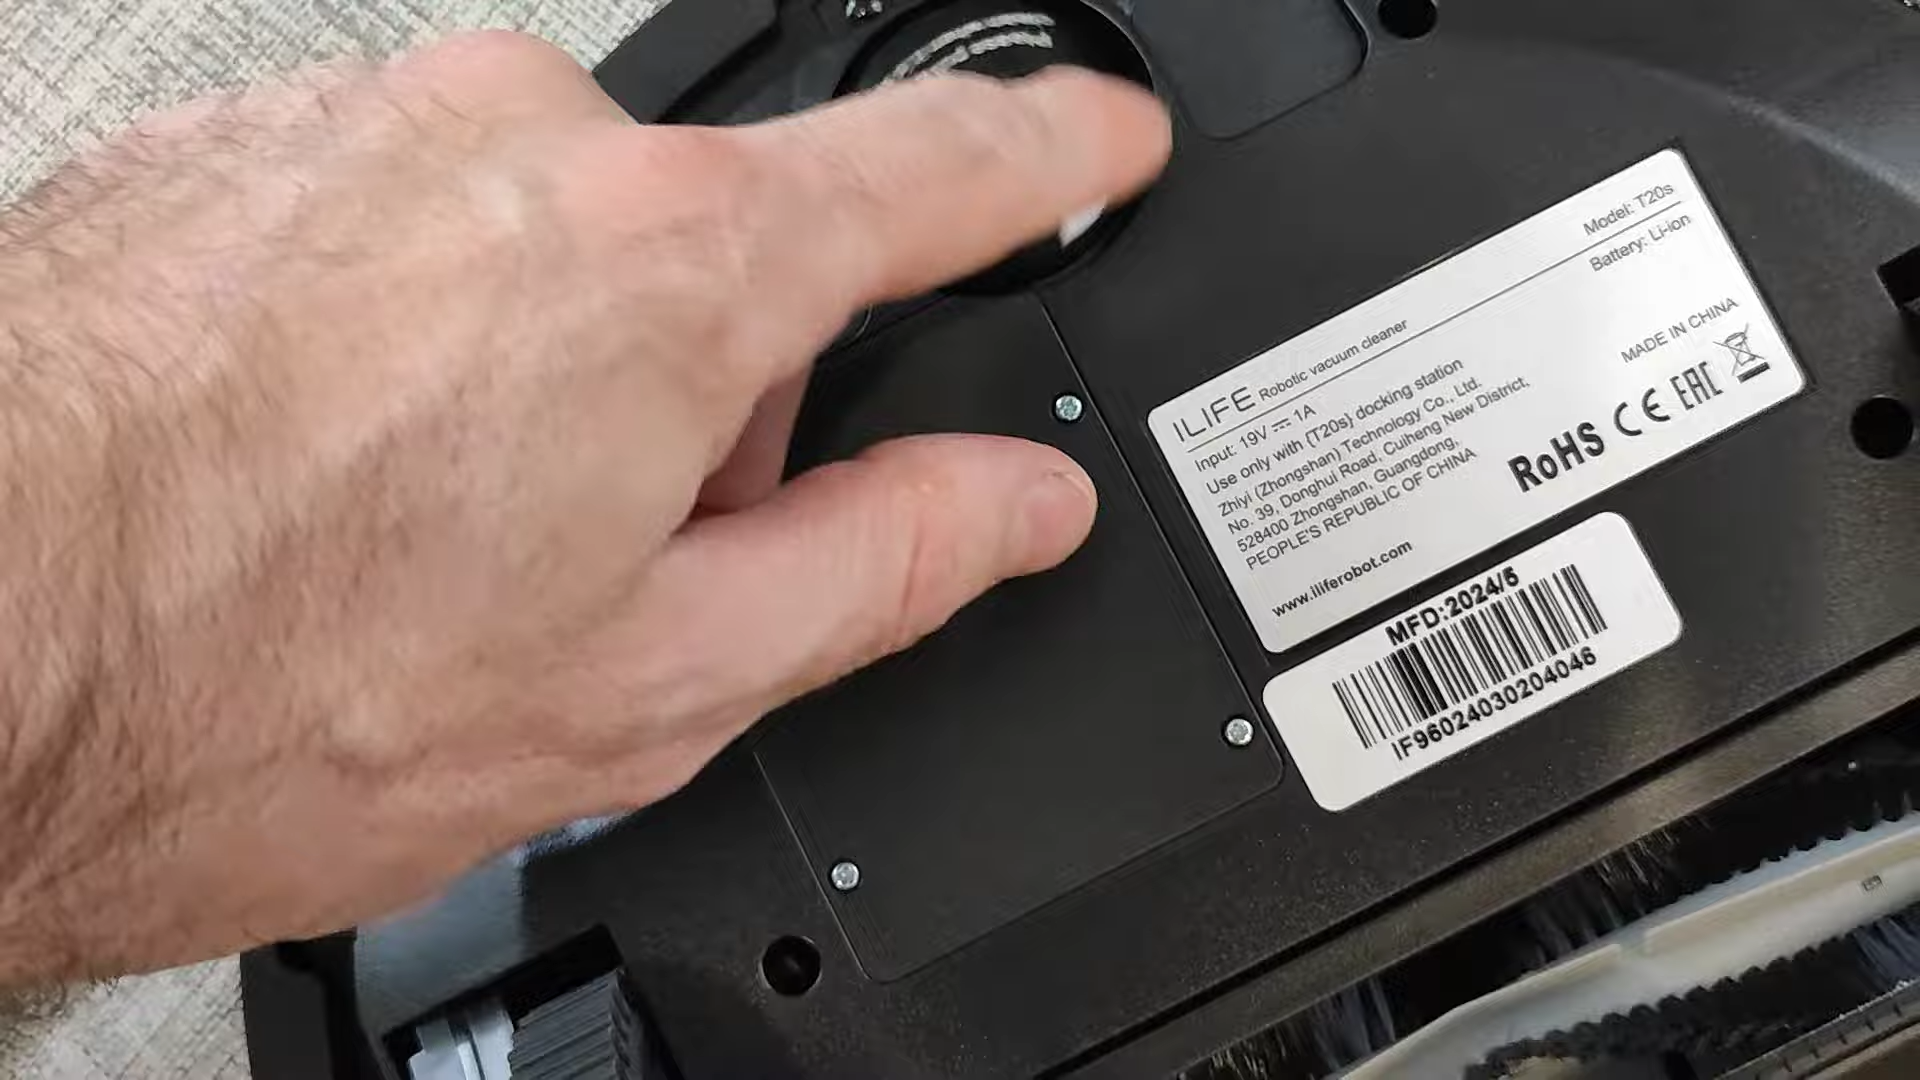 ILIFE Robotic vacuum cleaner Model: T20s
Input: 19V ⎓ 1A Battery: Li-ion
Use only with (T20s) docking station
Zhiyi (Zhongshan) Technology Co., Ltd.
No. 39, Donghui Road, Cuiheng New District,
528400 Zhongshan, Guangdong,
PEOPLE'S REPUBLIC OF CHINA
MADE IN CHINA
www.iliferobot.com
RoHS CE EAC
MFD:2024/5
IF96024030204046